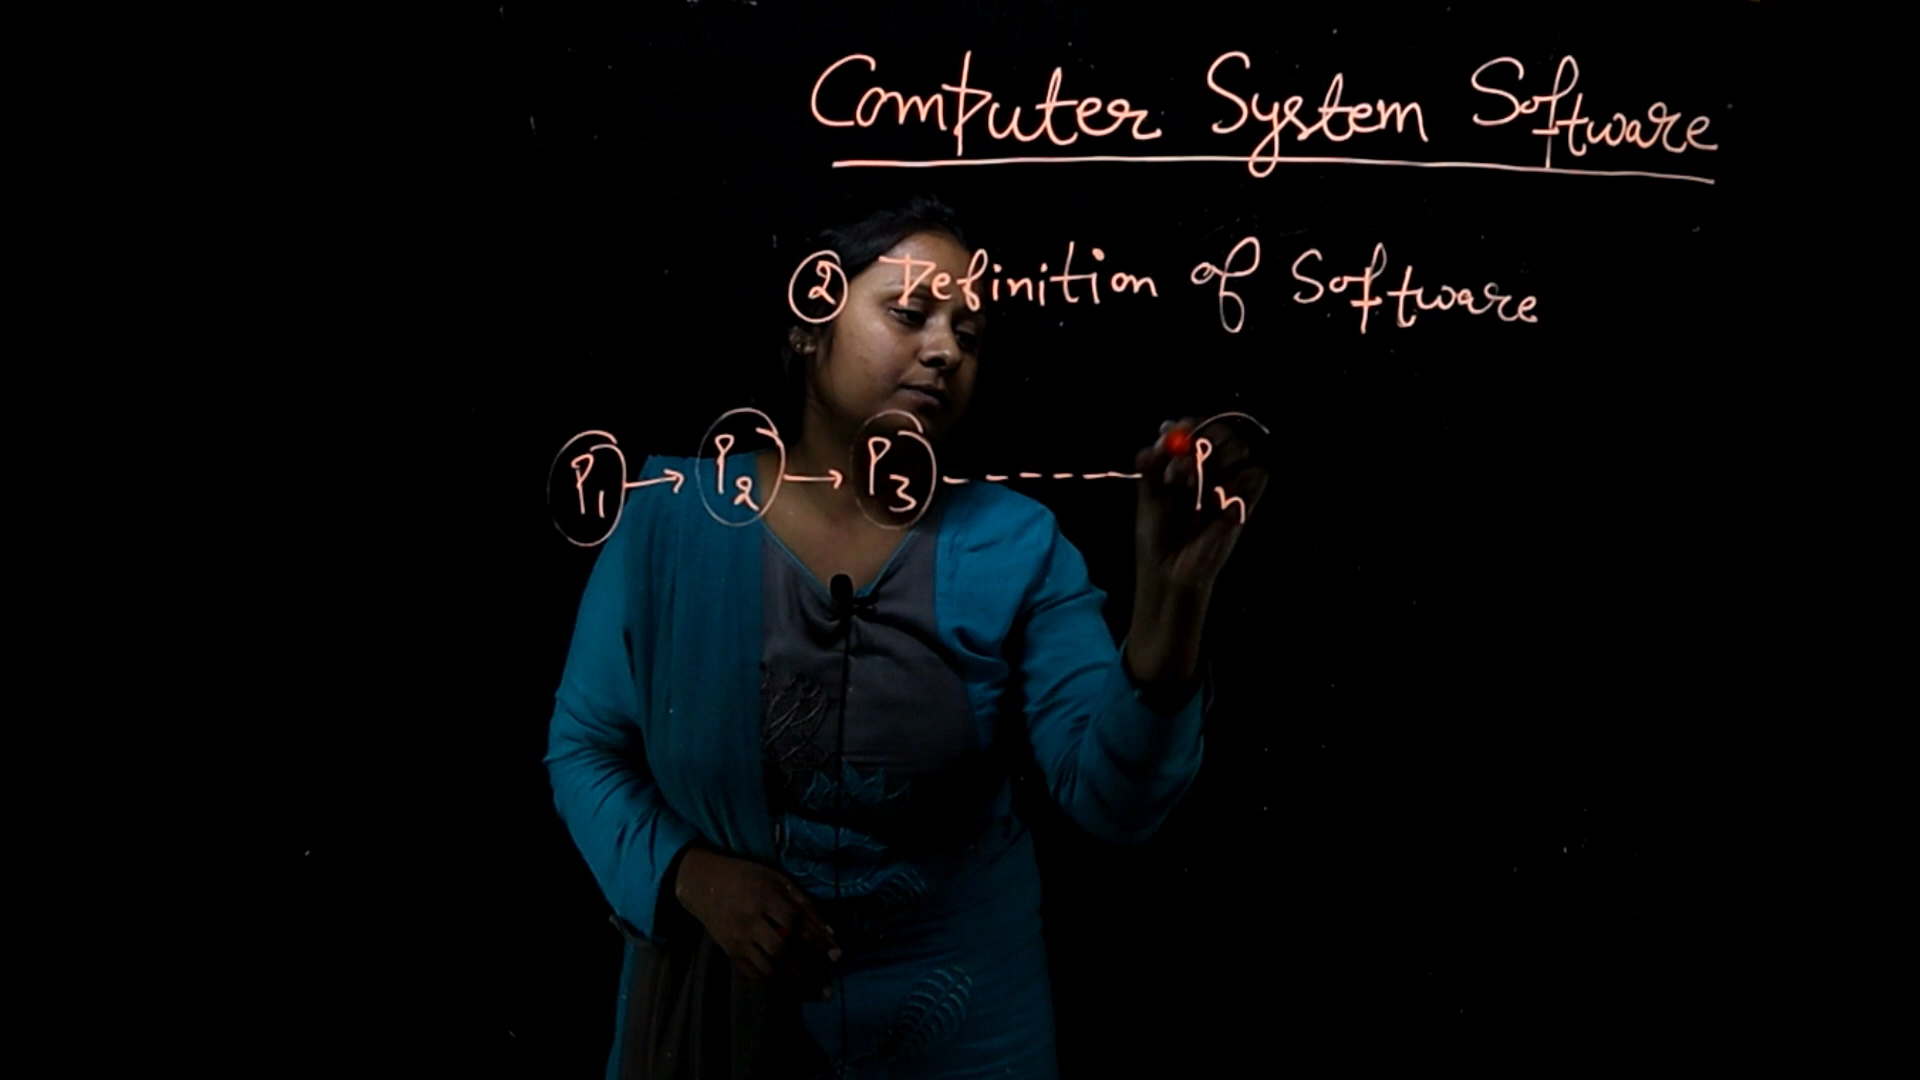 Computer System Software
② Definition of Software
P1 → P2 → P3 ------ Pn